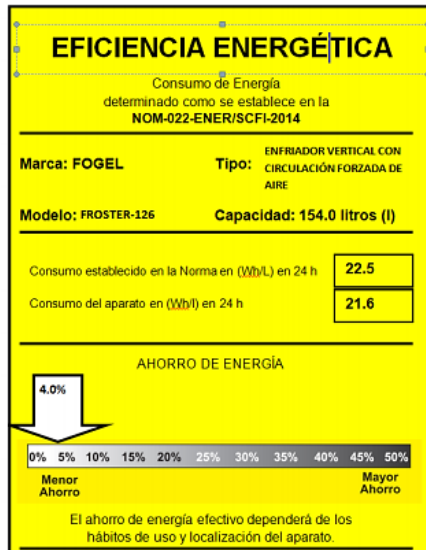 EFICIENCIA ENERGÉTICA
Consumo de Energía
determinado como se establece en la
NOM-022-ENER/SCFI-2014
Marca: FOGEL
Tipo: ENFRIADOR VERTICAL CON
CIRCULACIÓN FORZADA DE
AIRE
Modelo: FROSTER-126
Capacidad: 154.0 litros (l)
Consumo establecido en la Norma en (Wh/L) en 24 h 22.5
Consumo del aparato en (Wh/l) en 24 h 21.6
AHORRO DE ENERGÍA
4.0%
0% 5% 10% 15% 20% 25% 30% 35% 40% 45% 50%
Menor
Ahorro
Mayor
Ahorro
El ahorro de energía efectivo dependerá de los
hábitos de uso y localización del aparato.